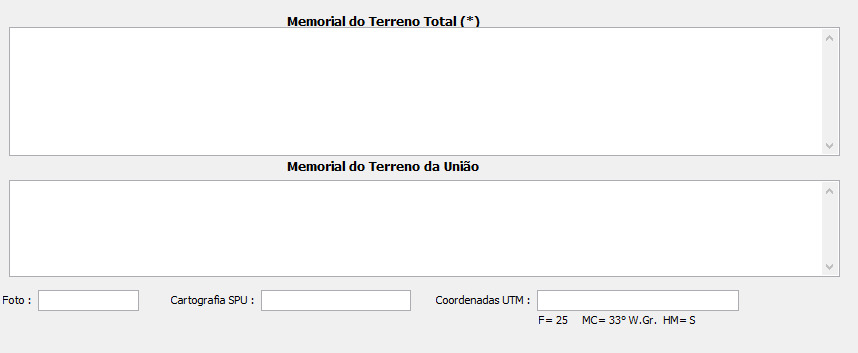 Memorial do Terreno Total (*)
Memorial do Terreno da União
Foto : Cartografia SPU : Coordenadas UTM :
F= 25 MC= 33° W.Gr. HM= S